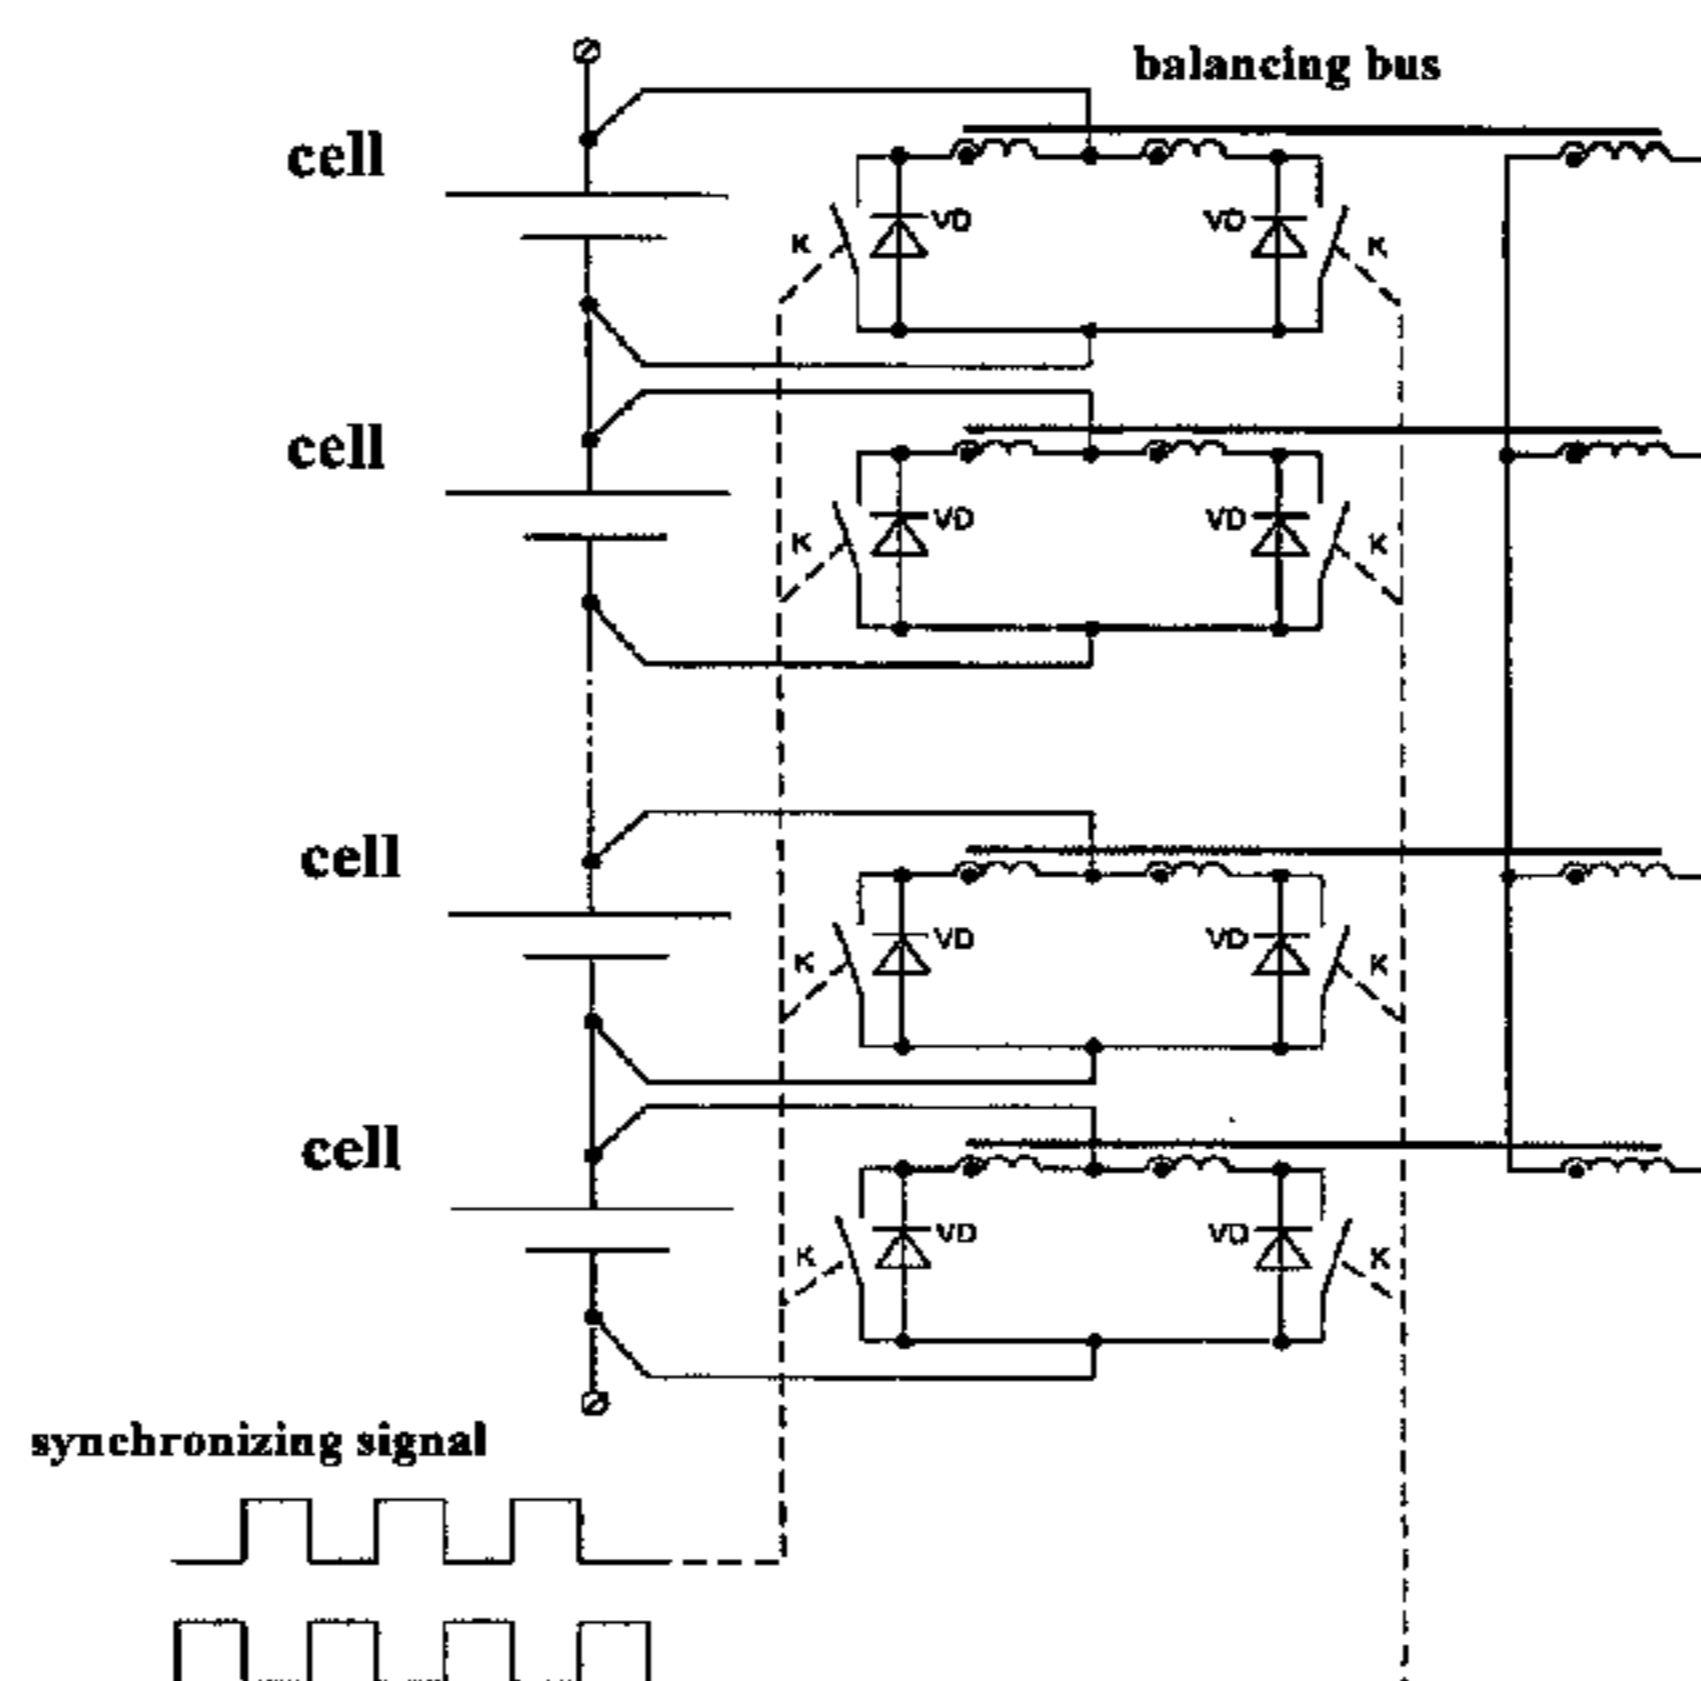 balancing bus
cell
VD VD
K K
cell
VD VD
K K
cell
VD VD
K K
cell
VD VD
K K
synchronizing signal